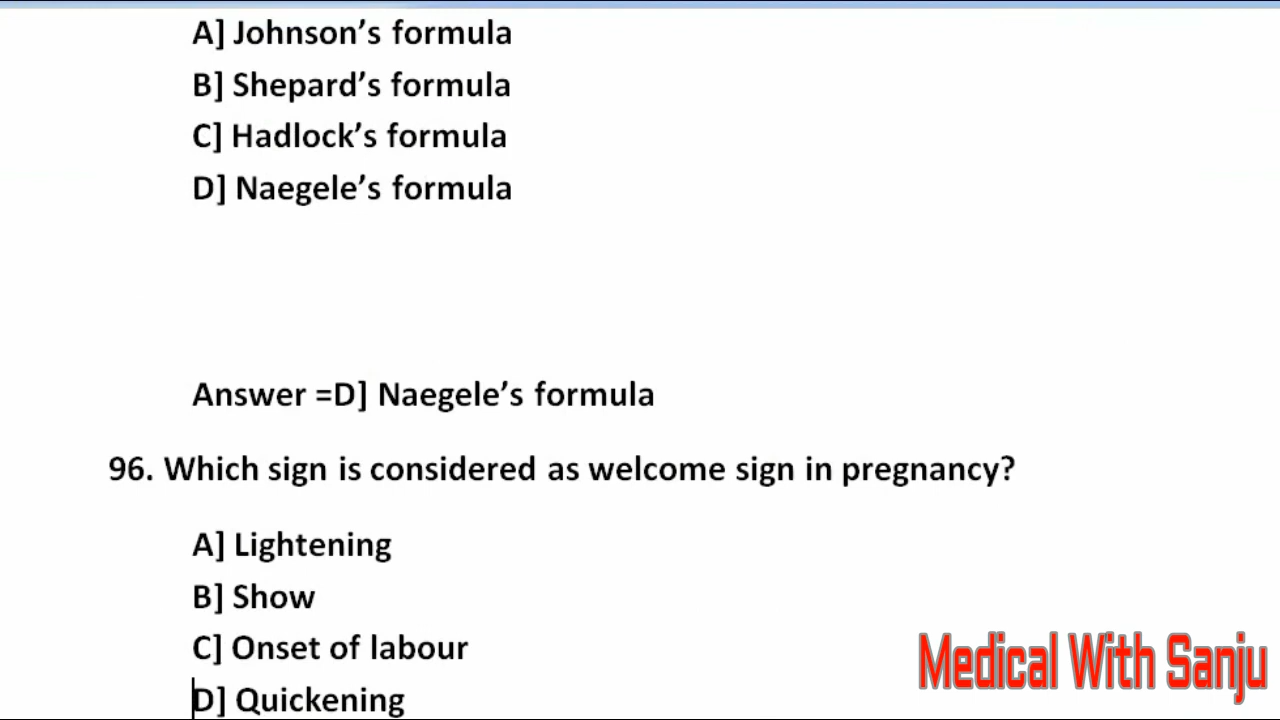 A] Johnson’s formula
B] Shepard’s formula
C] Hadlock’s formula
D] Naegele’s formula
Answer =D] Naegele’s formula
96. Which sign is considered as welcome sign in pregnancy?
A] Lightening
B] Show
C] Onset of labour
D] Quickening
Medical With Sanju